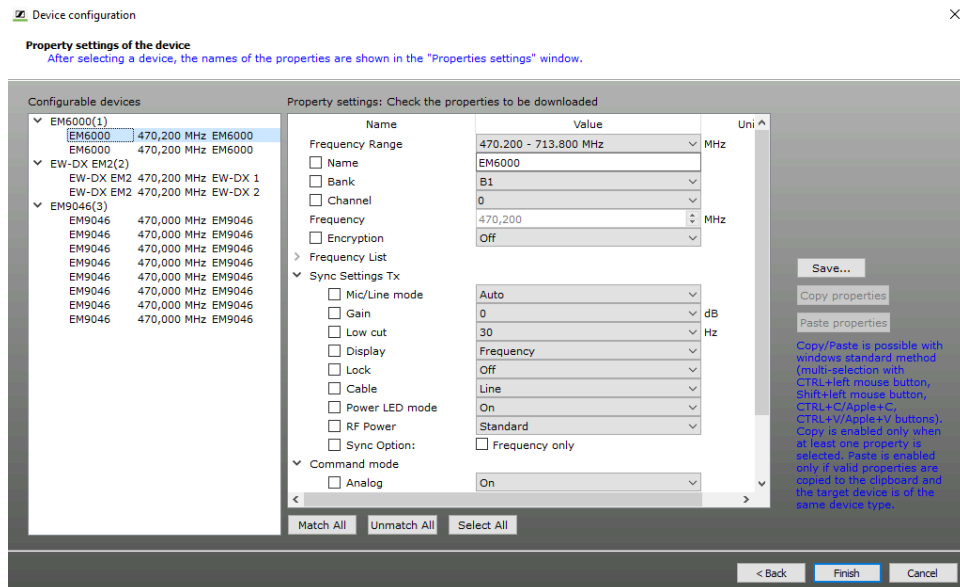 Device configuration
Property settings of the device
After selecting a device, the names of the properties are shown in the "Properties settings" window.
Configurable devices
EM6000(1)
EM6000 470,200 MHz EM6000
EM6000 470,200 MHz EM6000
EW-DX EM2(2)
EW-DX EM2 470,200 MHz EW-DX 1
EW-DX EM2 470,200 MHz EW-DX 2
EM9046(3)
EM9046 470,000 MHz EM9046
EM9046 470,000 MHz EM9046
EM9046 470,000 MHz EM9046
EM9046 470,000 MHz EM9046
EM9046 470,000 MHz EM9046
EM9046 470,000 MHz EM9046
EM9046 470,000 MHz EM9046
EM9046 470,000 MHz EM9046
Property settings: Check the properties to be downloaded
Name Value Uni
Frequency Range 470.200 - 713.800 MHz MHz
Name EM6000
Bank B1
Channel 0
Frequency 470,200 MHz
Encryption Off
Frequency List
Sync Settings Tx
Mic/Line mode Auto
Gain 0 dB
Low cut 30 Hz
Display Frequency
Lock Off
Cable Line
Power LED mode On
RF Power Standard
Sync Option: Frequency only
Command mode
Analog On
Match All Unmatch All Select All
Save...
Copy properties
Paste properties
Copy/Paste is possible with
windows standard method
(multi-selection with
CTRL+left mouse button,
Shift+left mouse button,
CTRL+C/Apple+C,
CTRL+V/Apple+V buttons).
Copy is enabled only when
at least one property is
selected. Paste is enabled
only if valid properties are
copied to the clipboard and
the target device is of the
same device type.
< Back Finish Cancel